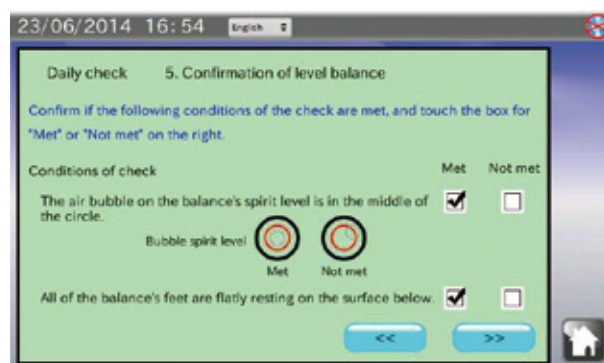 23/06/2014 16:54 English
Daily check 5. Confirmation of level balance
Confirm if the following conditions of the check are met, and touch the box for
"Met" or "Not met" on the right.
Conditions of check Met Not met
The air bubble on the balance's spirit level is in the middle of
the circle.
Bubble spirit level
Met Not met
All of the balance's feet are flatly resting on the surface below.
<< >>